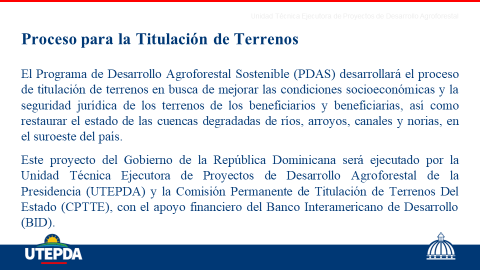 Unidad Técnica Ejecutora de Proyectos de Desarrollo Agroforestal
Proceso para la Titulación de Terrenos
El Programa de Desarrollo Agroforestal Sostenible (PDAS) desarrollará el proceso
de titulación de terrenos en busca de mejorar las condiciones socioeconómicas y la
seguridad jurídica de los terrenos de los beneficiarios y beneficiarias, así como
restaurar el estado de las cuencas degradadas de ríos, arroyos, canales y norias, en
el suroeste del país.
Este proyecto del Gobierno de la República Dominicana será ejecutado por la
Unidad Técnica Ejecutora de Proyectos de Desarrollo Agroforestal de la
Presidencia (UTEPDA) y la Comisión Permanente de Titulación de Terrenos Del
Estado (CPTTE), con el apoyo financiero del Banco Interamericano de Desarrollo
(BID).
UTEPDA